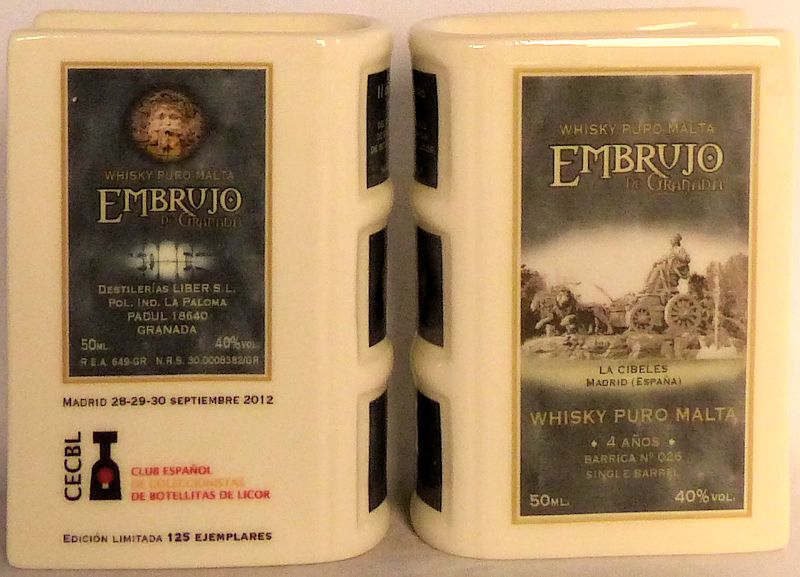 WHISKY PURO MALTA
EMBRUJO
DE GRANADA
DESTILERÍAS LIBER S.L.
POL. IND. LA PALOMA
PADUL 18640
GRANADA
50ML. 40%VOL.
R.E.A. 649-GR N.R.S. 30.0008382/GR
MADRID 28-29-30 SEPTIEMBRE 2012
CECBL
CLUB ESPAÑOL
DE COLECCIONISTAS
DE BOTELLITAS DE LICOR
EDICIÓN LIMITADA 125 EJEMPLARES
WHISKY PURO MALTA
EMBRUJO
DE GRANADA
LA CIBELES
MADRID (ESPAÑA)
WHISKY PURO MALTA
4 AÑOS
BARRICA Nº 026
SINGLE BARREL
50ML. 40%VOL.